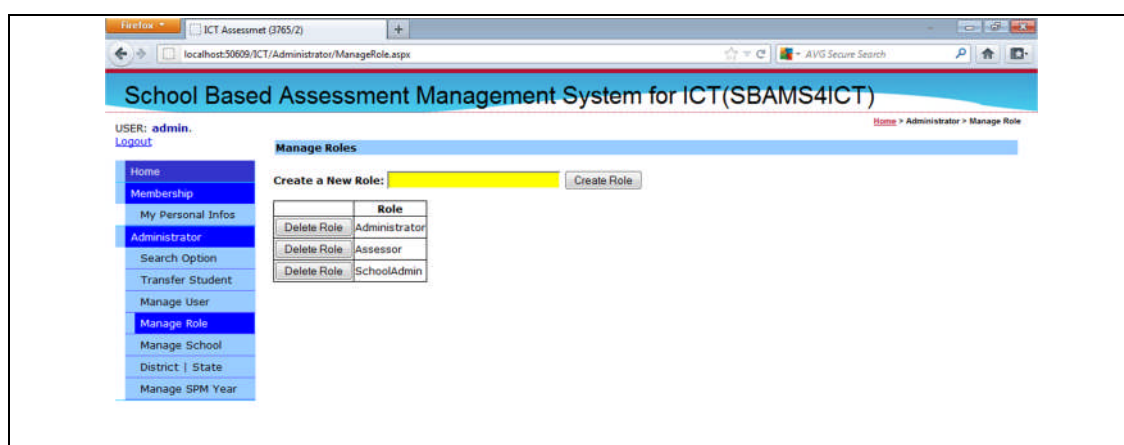 Firefox
ICT Assessmet (3765/2)
localhost:50609/ICT/Administrator/ManageRole.aspx
AVG Secure Search
School Based Assessment Management System for ICT(SBAMS4ICT)
USER: admin.
Home > Administrator > Manage Role
Logout
Manage Roles
Home
Create a New Role: Create Role
Membership
My Personal Infos
Role
Administrator
Delete Role Administrator
Search Option
Delete Role Assessor
Transfer Student
Delete Role SchoolAdmin
Manage User
Manage Role
Manage School
District | State
Manage SPM Year